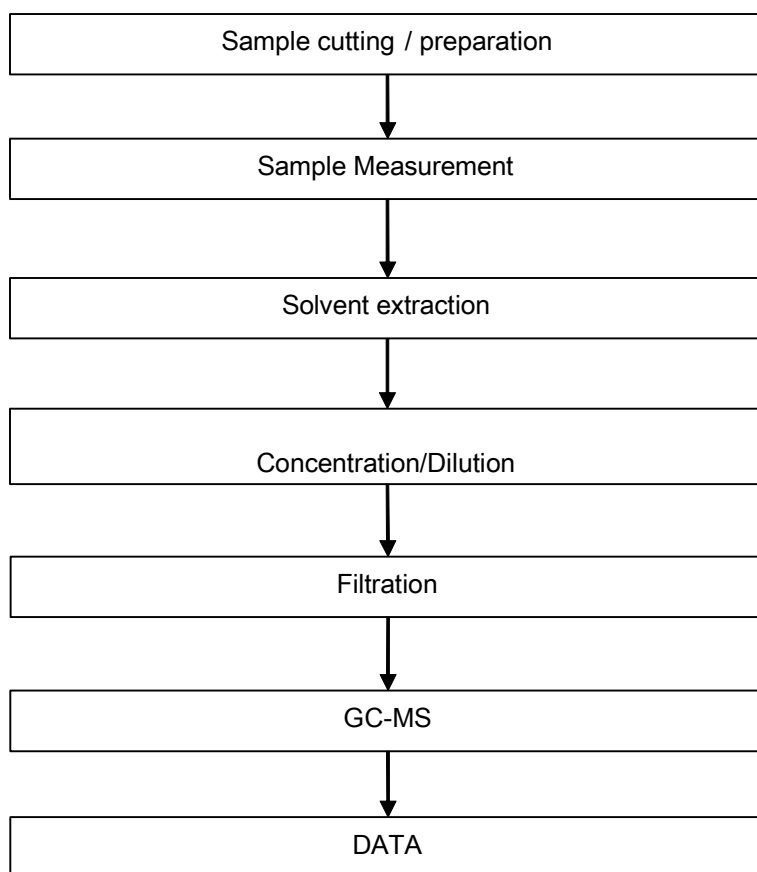 Sample cutting / preparation
Sample Measurement
Solvent extraction
Concentration/Dilution
Filtration
GC-MS
DATA